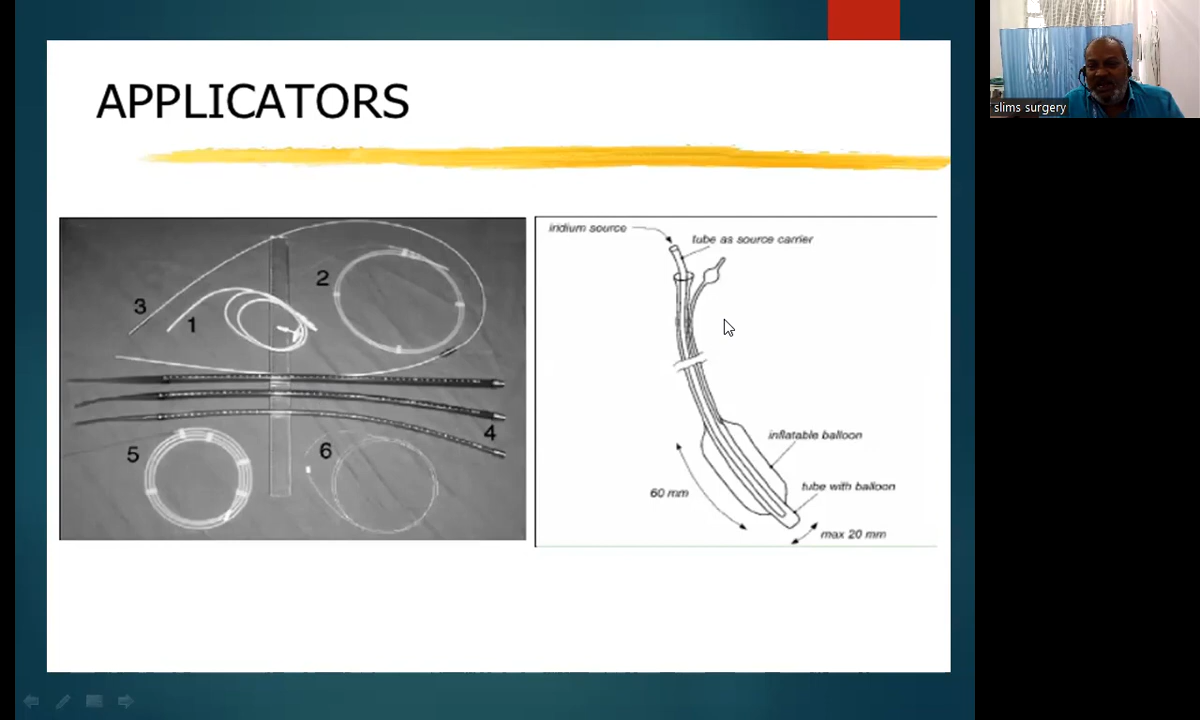 APPLICATORS
slims surgery
3
1
2
4
5
6
iridium source
tube as source carrier
inflatable balloon
tube with balloon
60 mm
max 20 mm